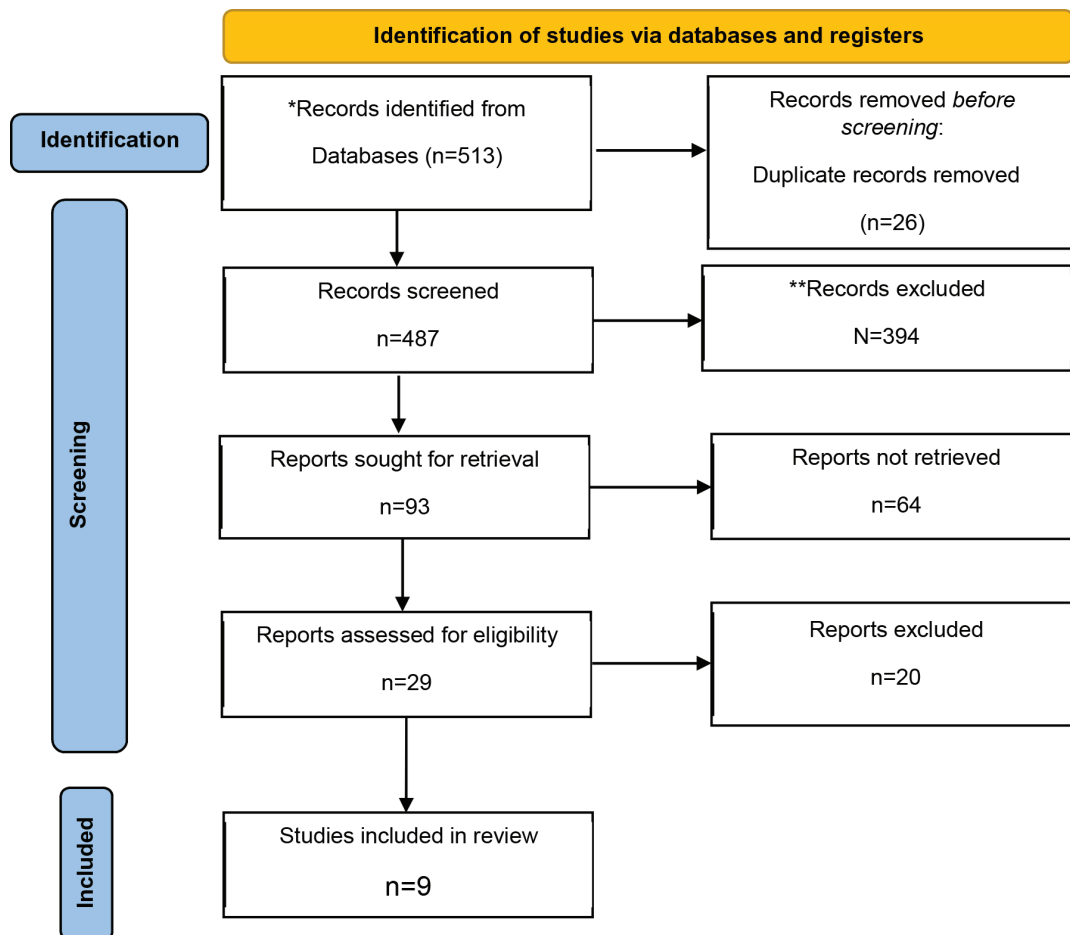 Identification of studies via databases and registers
Identification
*Records identified from
Databases (n=513)
Records removed before
screening:
Duplicate records removed
(n=26)
Screening
Records screened
n=487
**Records excluded
N=394
Reports sought for retrieval
n=93
Reports not retrieved
n=64
Reports assessed for eligibility
n=29
Reports excluded
n=20
Included
Studies included in review
n=9